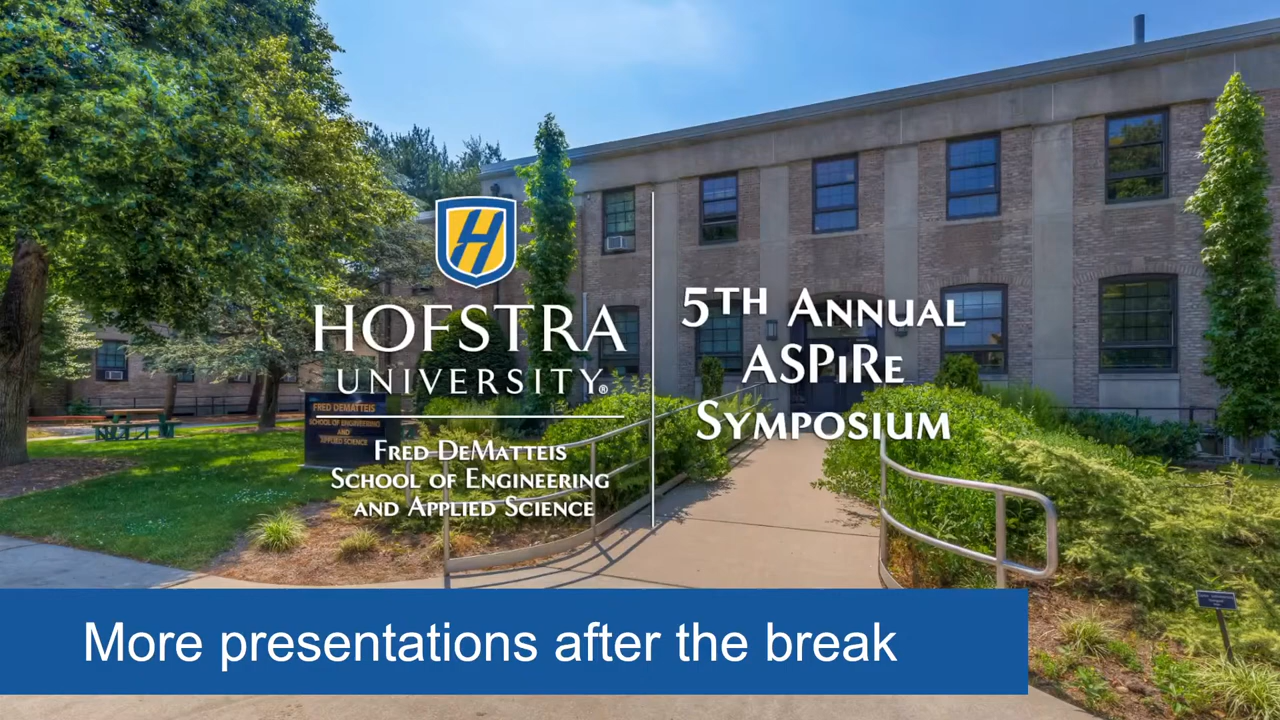 HOFSTRA
UNIVERSITY®
FRED DEMATTEIS
SCHOOL OF ENGINEERING
AND APPLIED SCIENCE
5TH ANNUAL
ASPiRe
SYMPOSIUM
FRED DEMATTEIS
SCHOOL OF ENGINEERING
AND
APPLIED SCIENCE
More presentations after the break